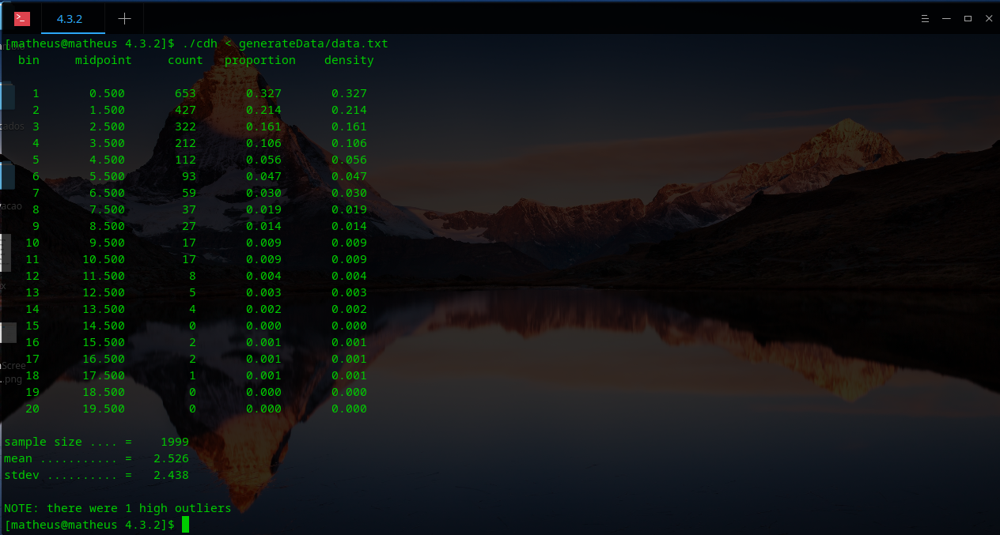 4.3.2
[matheus@matheus 4.3.2]$ ./cdh < generateData/data.txt
bin midpoint count proportion density
1 0.500 653 0.327 0.327
2 1.500 427 0.214 0.214
3 2.500 322 0.161 0.161
4 3.500 212 0.106 0.106
5 4.500 112 0.056 0.056
6 5.500 93 0.047 0.047
7 6.500 59 0.030 0.030
8 7.500 37 0.019 0.019
9 8.500 27 0.014 0.014
10 9.500 17 0.009 0.009
11 10.500 17 0.009 0.009
12 11.500 8 0.004 0.004
13 12.500 5 0.003 0.003
14 13.500 4 0.002 0.002
15 14.500 0 0.000 0.000
16 15.500 2 0.001 0.001
17 16.500 2 0.001 0.001
18 17.500 1 0.001 0.001
19 18.500 0 0.000 0.000
20 19.500 0 0.000 0.000
sample size .... = 1999
mean ........... = 2.526
stdev .......... = 2.438
NOTE: there were 1 high outliers
[matheus@matheus 4.3.2]$